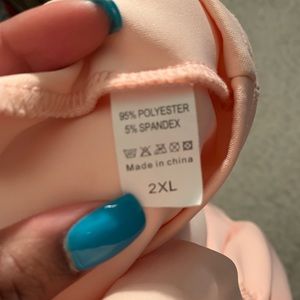 95% POLYESTER
5% SPANDEX
Made in china
2XL